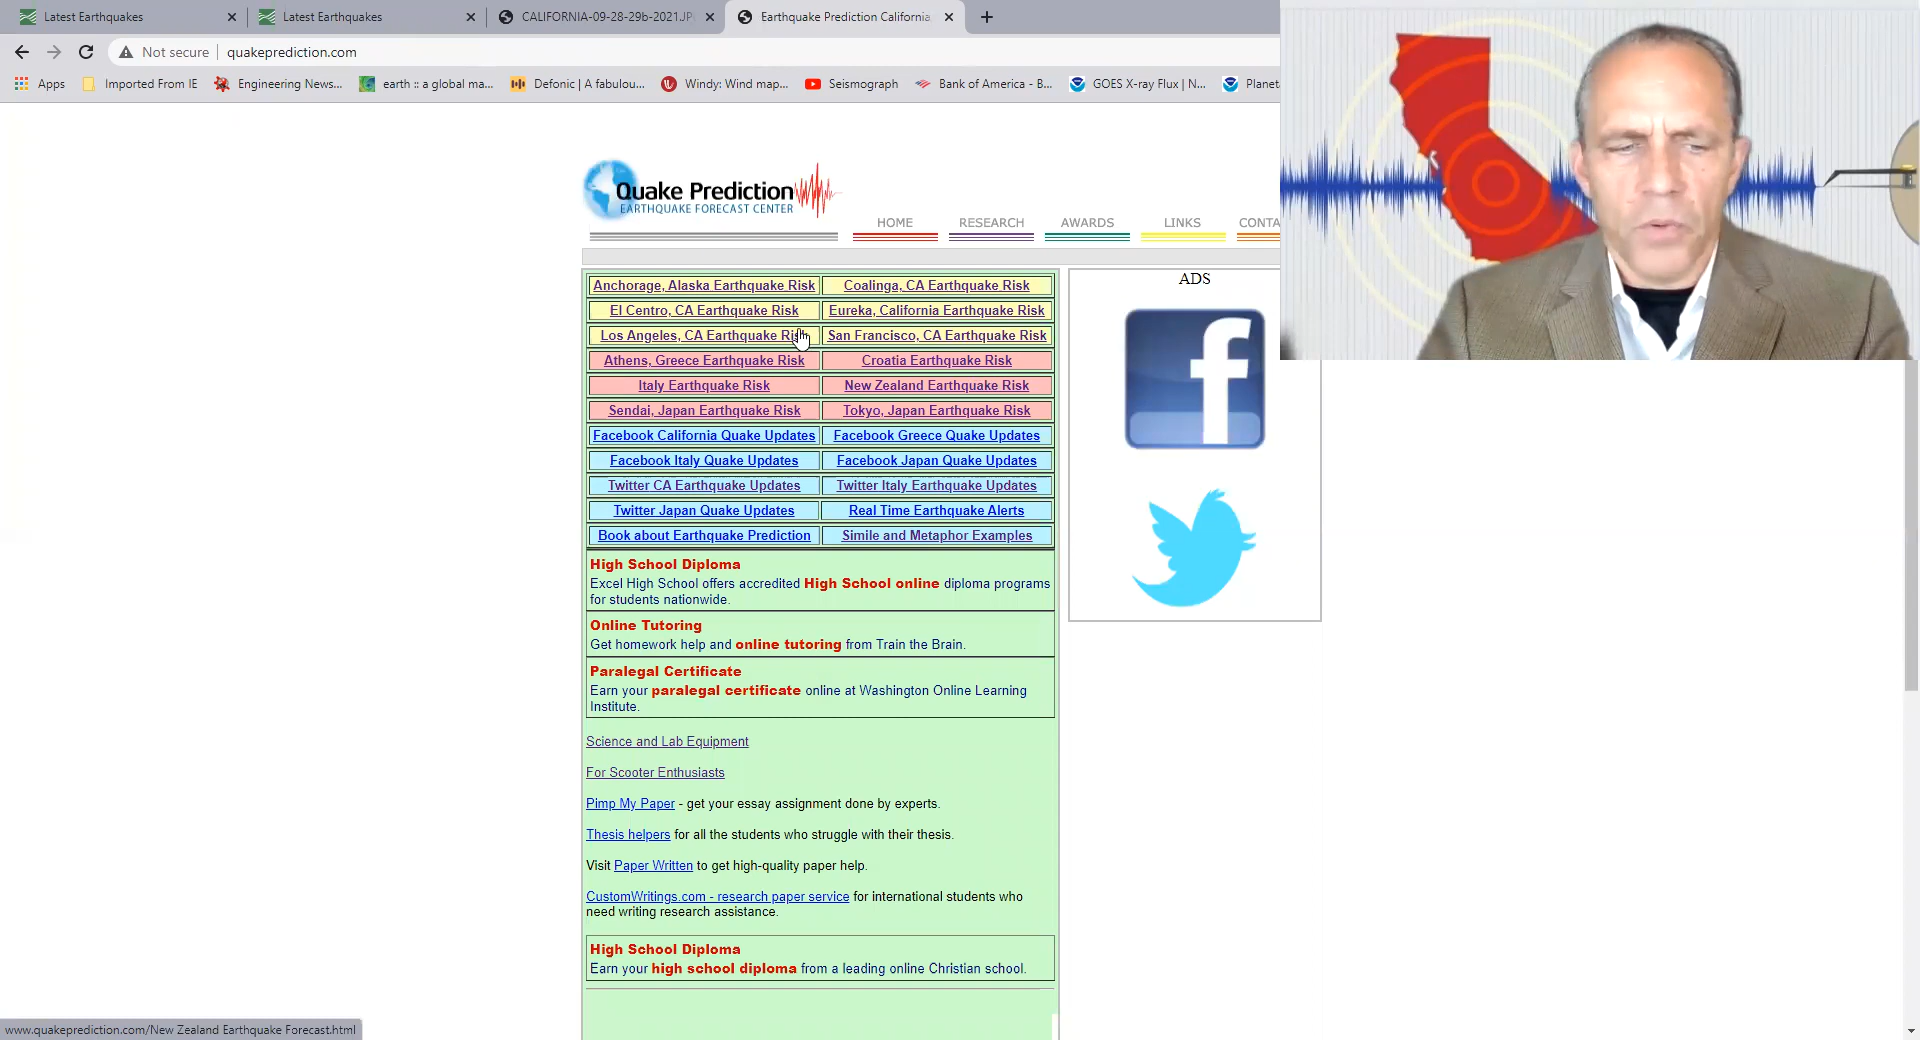 Latest Earthquakes
Latest Earthquakes
CALIFORNIA-09-28-29b-2021.JP
Earthquake Prediction California
Not secure
quakeprediction.com
Apps
Imported From IE
Engineering News...
earth :: a global ma...
Defonic | A fabulou...
Windy: Wind map...
Seismograph
Bank of America - B...
GOES X-ray Flux | N...
Planeta
Quake Prediction
EARTHQUAKE FORECAST CENTER
HOME
RESEARCH
AWARDS
LINKS
CONTA
Anchorage, Alaska Earthquake Risk
Coalinga, CA Earthquake Risk
El Centro, CA Earthquake Risk
Eureka, California Earthquake Risk
Los Angeles, CA Earthquake Risk
San Francisco, CA Earthquake Risk
Athens, Greece Earthquake Risk
Croatia Earthquake Risk
Italy Earthquake Risk
New Zealand Earthquake Risk
Sendai, Japan Earthquake Risk
Tokyo, Japan Earthquake Risk
Facebook California Quake Updates
Facebook Greece Quake Updates
Facebook Italy Quake Updates
Facebook Japan Quake Updates
Twitter CA Earthquake Updates
Twitter Italy Earthquake Updates
Twitter Japan Quake Updates
Real Time Earthquake Alerts
Book about Earthquake Prediction
Simile and Metaphor Examples
ADS
High School Diploma
Excel High School offers accredited High School online diploma programs
for students nationwide.
Online Tutoring
Get homework help and online tutoring from Train the Brain.
Paralegal Certificate
Earn your paralegal certificate online at Washington Online Learning
Institute.
Science and Lab Equipment
For Scooter Enthusiasts
Pimp My Paper - get your essay assignment done by experts.
Thesis helpers for all the students who struggle with their thesis.
Visit Paper Written to get high-quality paper help.
CustomWritings.com - research paper service for international students who
need writing research assistance.
High School Diploma
Earn your high school diploma from a leading online Christian school.
www.quakeprediction.com/New Zealand Earthquake Forecast.html